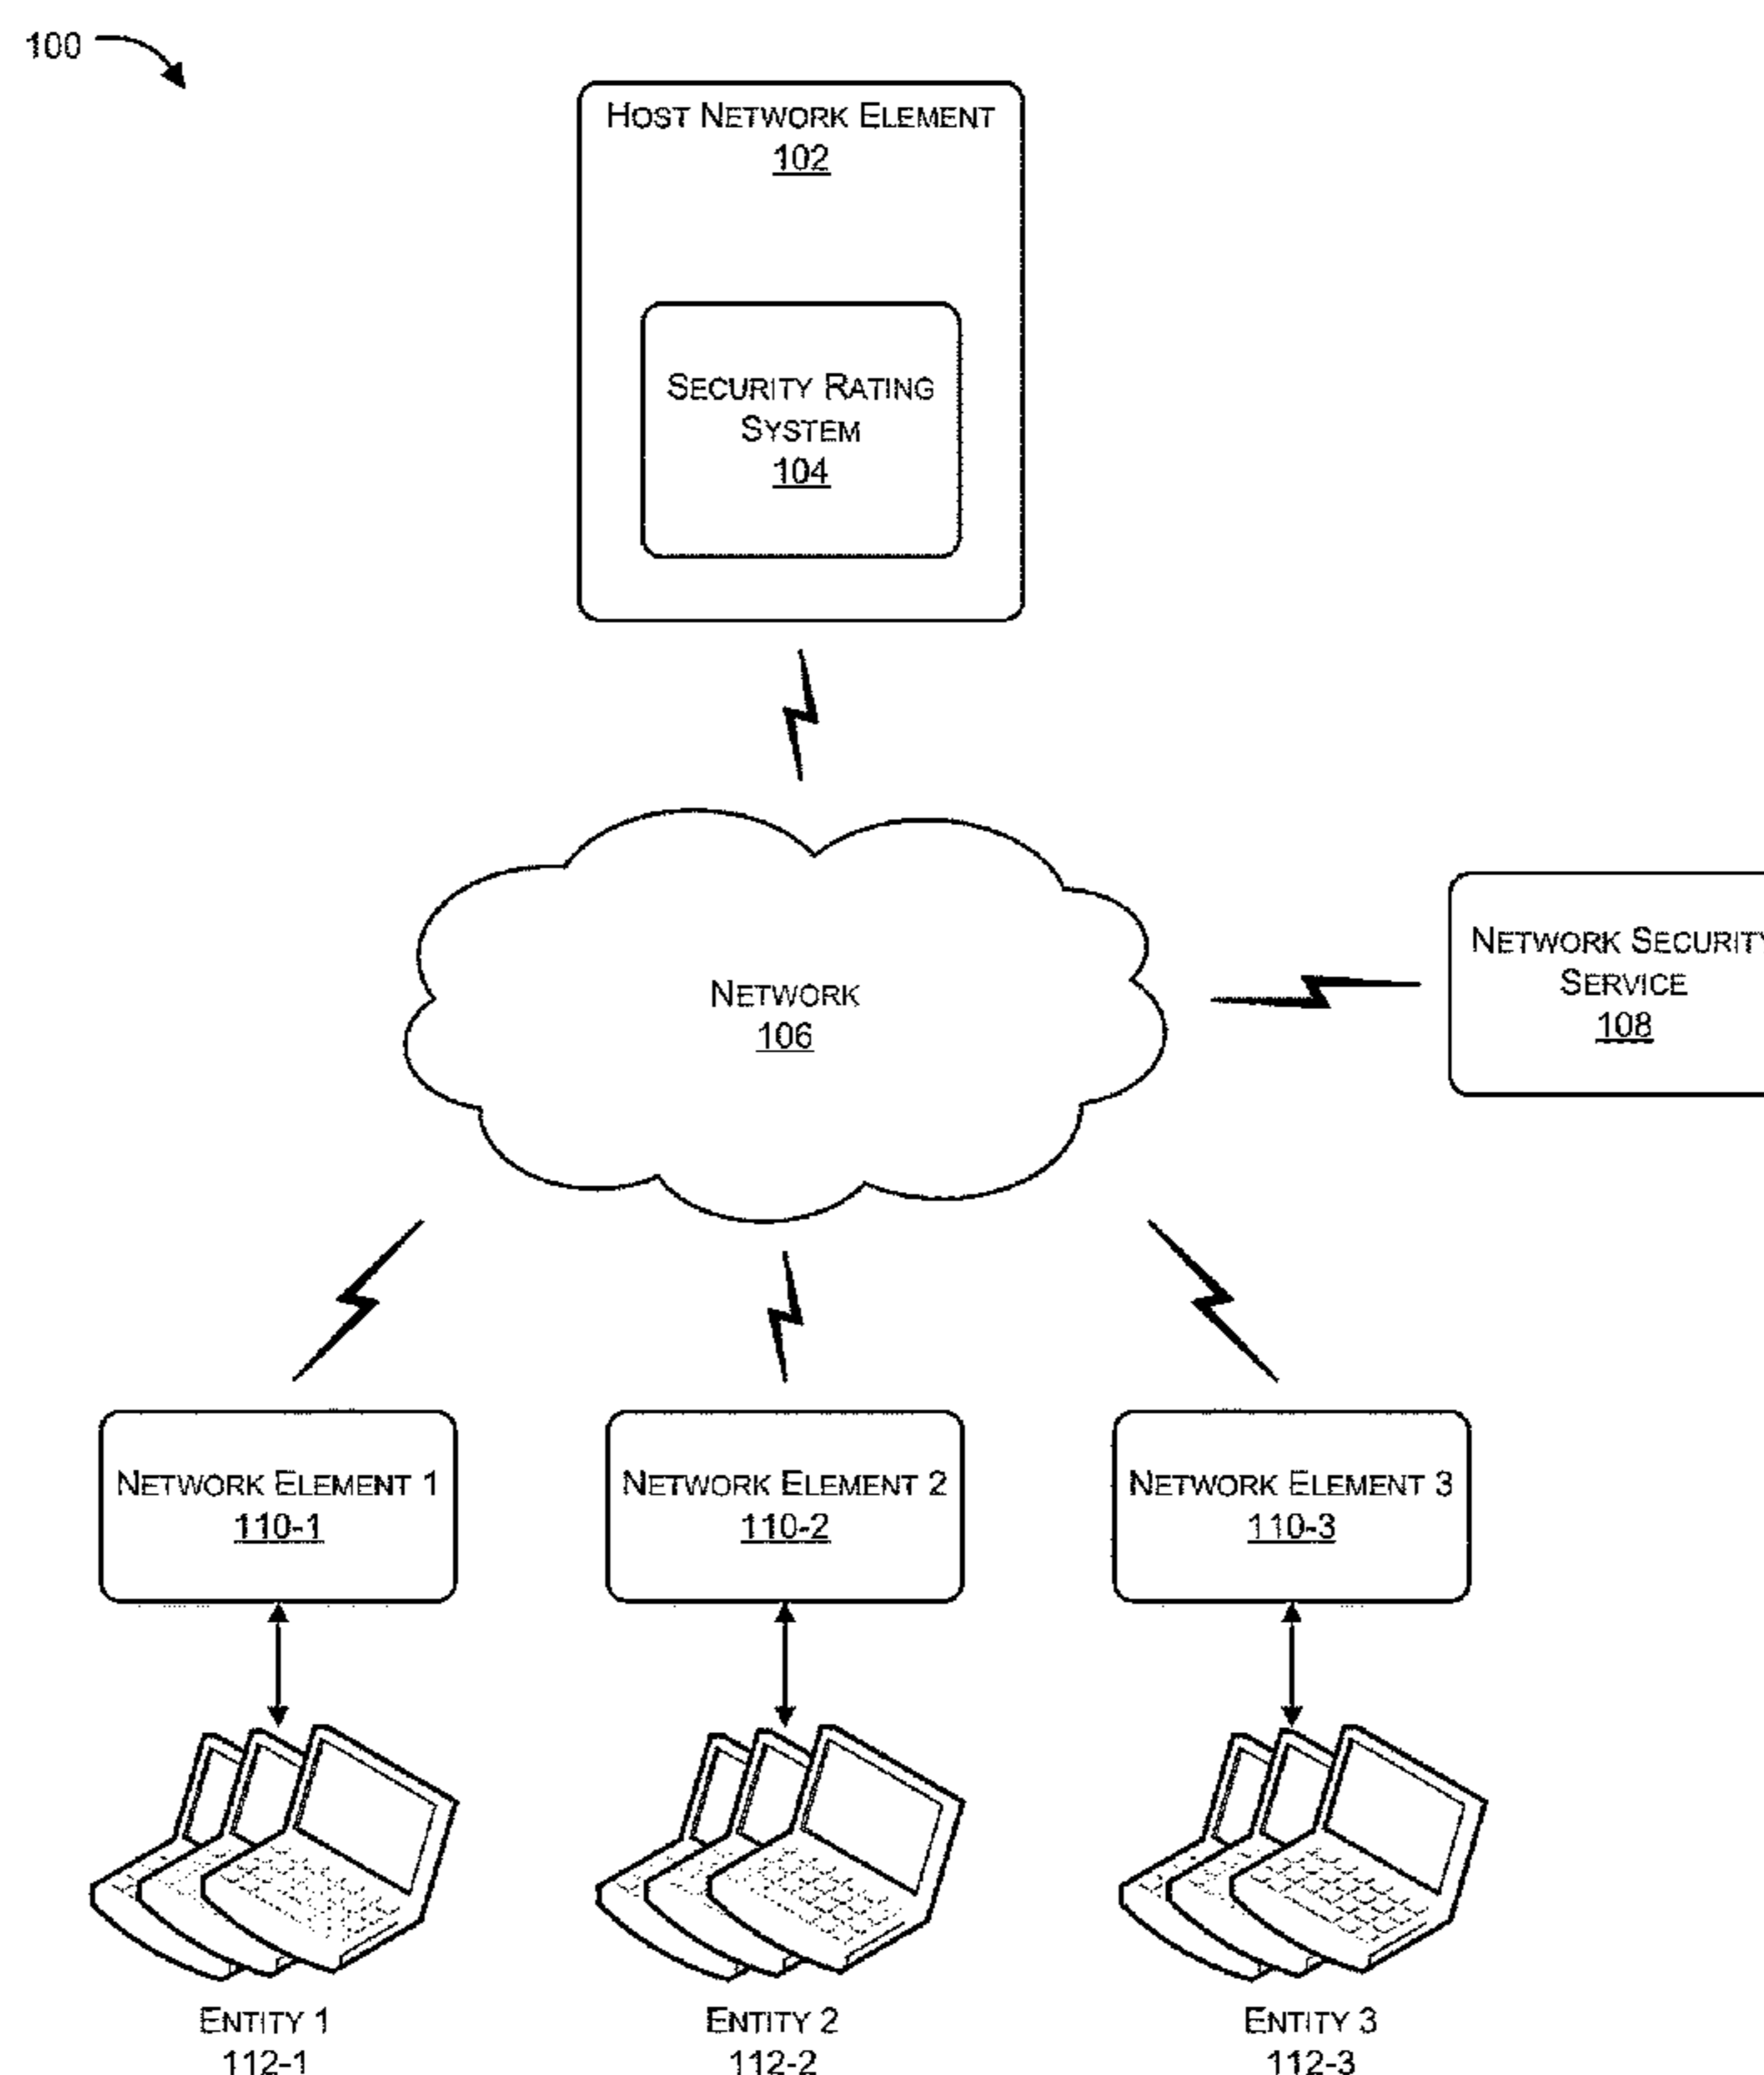 100
HOST NETWORK ELEMENT
102
SECURITY RATING
SYSTEM
104
NETWORK
106
NETWORK SECURITY
SERVICE
108
NETWORK ELEMENT 1
110-1
NETWORK ELEMENT 2
110-2
NETWORK ELEMENT 3
110-3
ENTITY 1
112-1
ENTITY 2
112-2
ENTITY 3
112-3